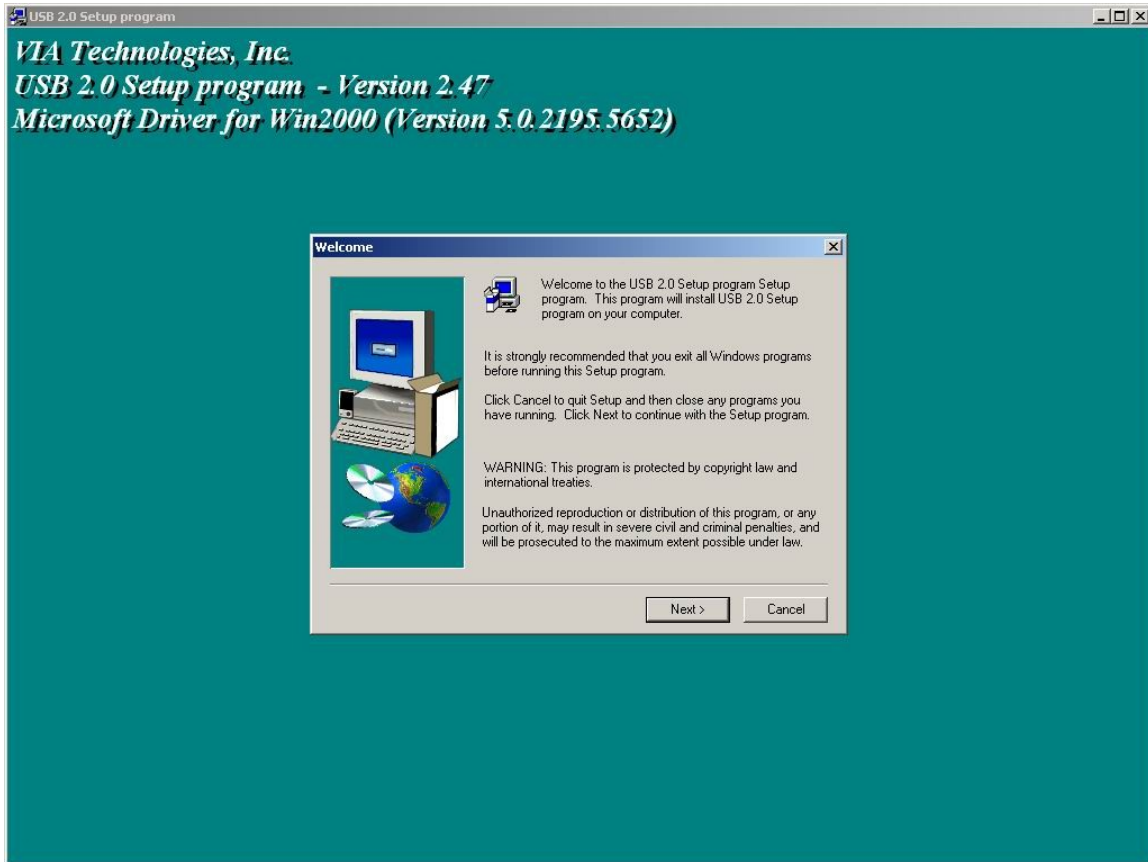 USB 2.0 Setup program
VIA Technologies, Inc.
USB 2.0 Setup program - Version 2.47
Microsoft Driver for Win2000 (Version 5.0.2195.5652)
Welcome
Welcome to the USB 2.0 Setup program Setup
program. This program will install USB 2.0 Setup
program on your computer.
It is strongly recommended that you exit all Windows programs
before running this Setup program.
Click Cancel to quit Setup and then close any programs you
have running. Click Next to continue with the Setup program.
WARNING: This program is protected by copyright law and
international treaties.
Unauthorized reproduction or distribution of this program, or any
portion of it, may result in severe civil and criminal penalties, and
will be prosecuted to the maximum extent possible under law.
Next >
Cancel